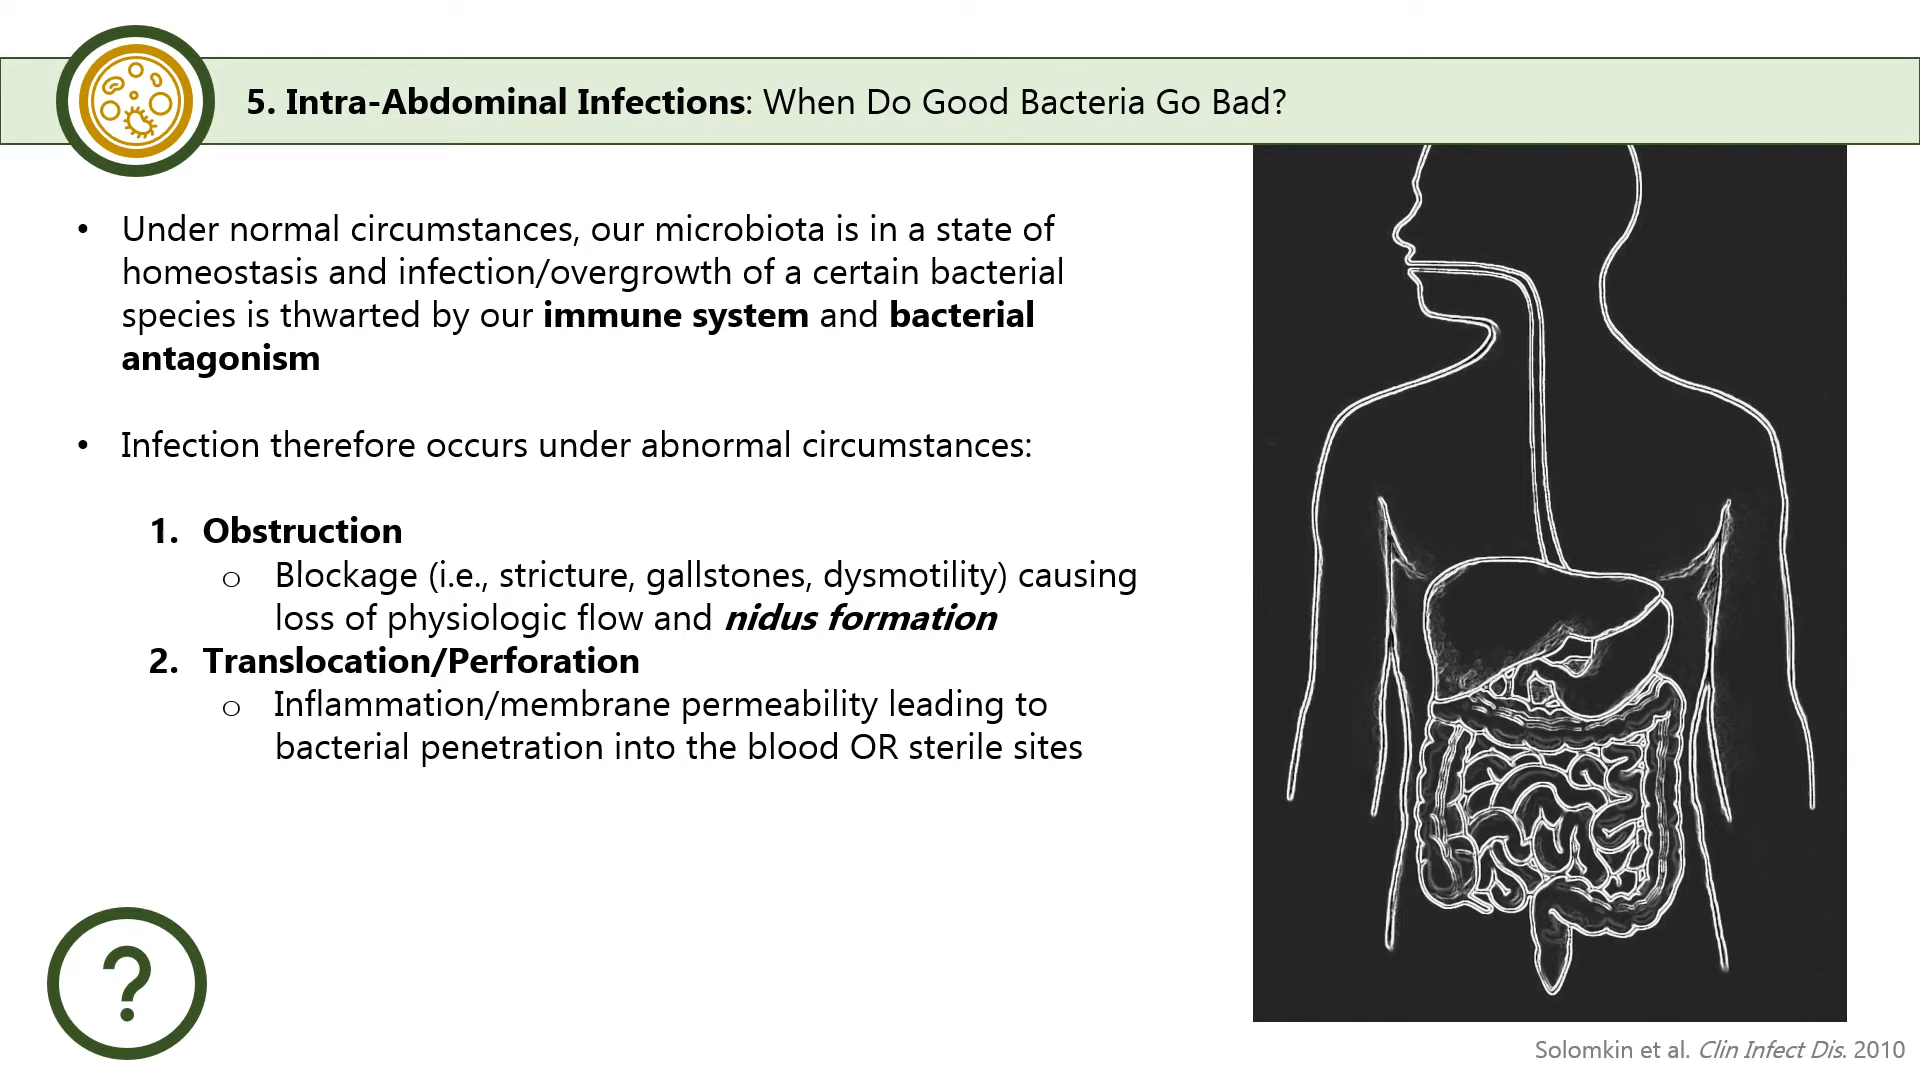 5. Intra-Abdominal Infections: When Do Good Bacteria Go Bad?
• Under normal circumstances, our microbiota is in a state of
homeostasis and infection/overgrowth of a certain bacterial
species is thwarted by our immune system and bacterial
antagonism
• Infection therefore occurs under abnormal circumstances:
1. Obstruction
o Blockage (i.e., stricture, gallstones, dysmotility) causing
loss of physiologic flow and nidus formation
2. Translocation/Perforation
o Inflammation/membrane permeability leading to
bacterial penetration into the blood OR sterile sites
?
Solomkin et al. Clin Infect Dis. 2010